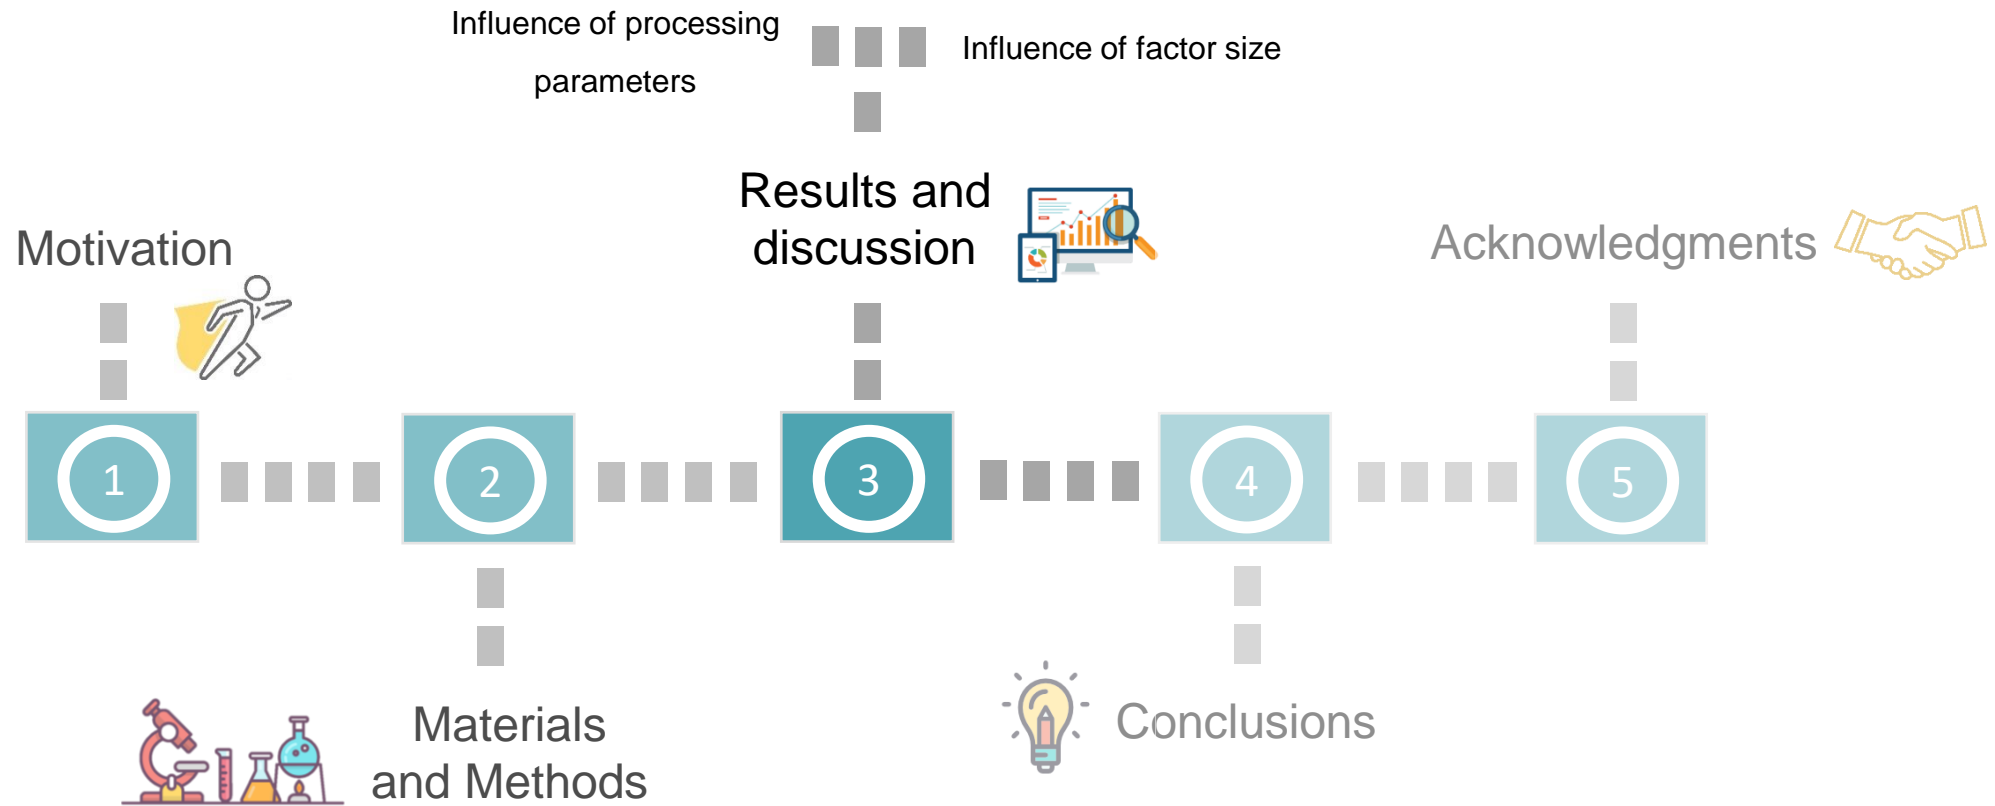 Influence of processing
parameters
Influence of factor size
Results and
discussion
Motivation
Acknowledgments
1
2
3
4
5
Materials
and Methods
Conclusions